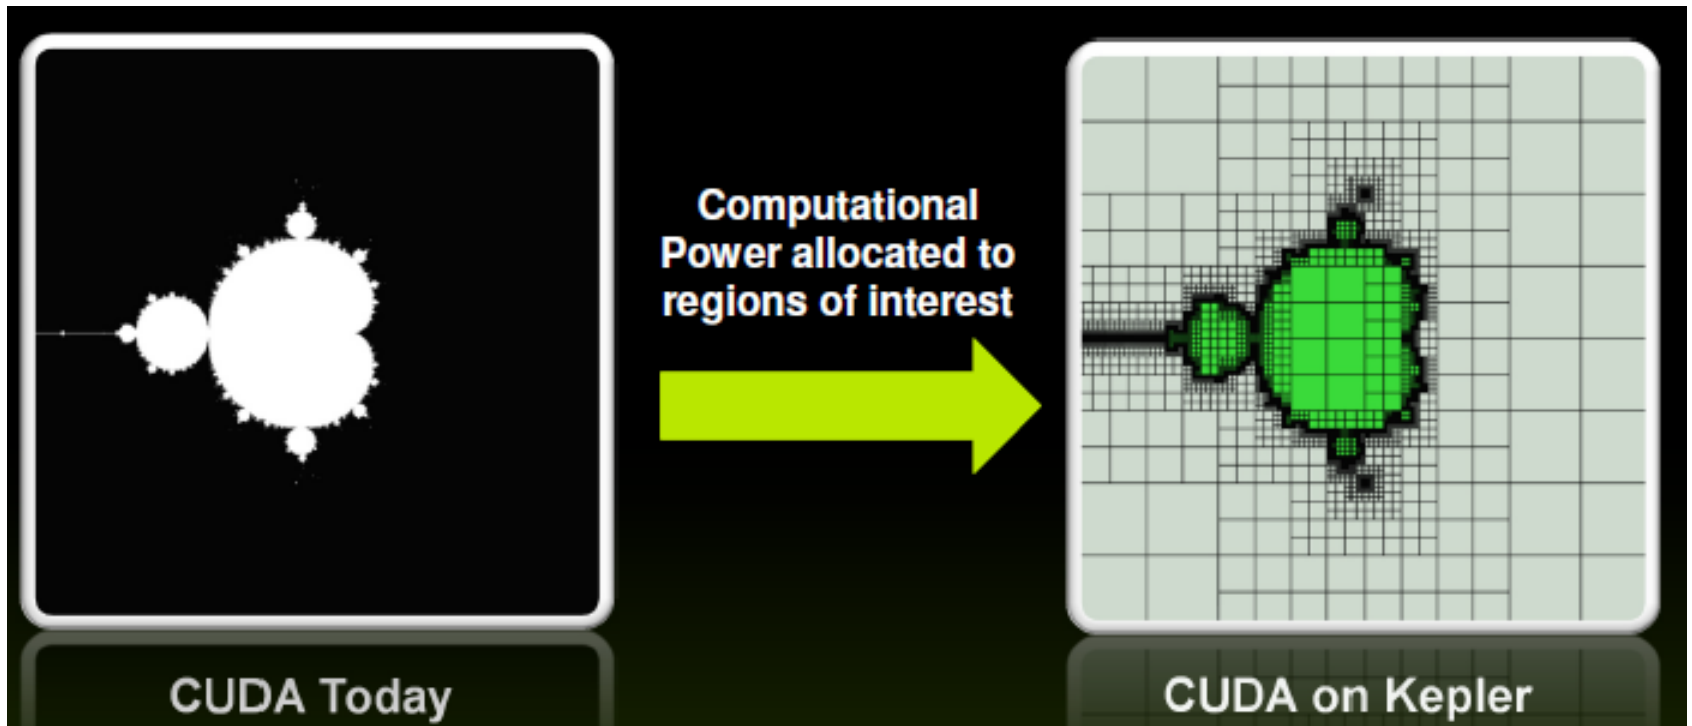 Computational
Power allocated to
regions of interest
CUDA Today
CUDA on Kepler